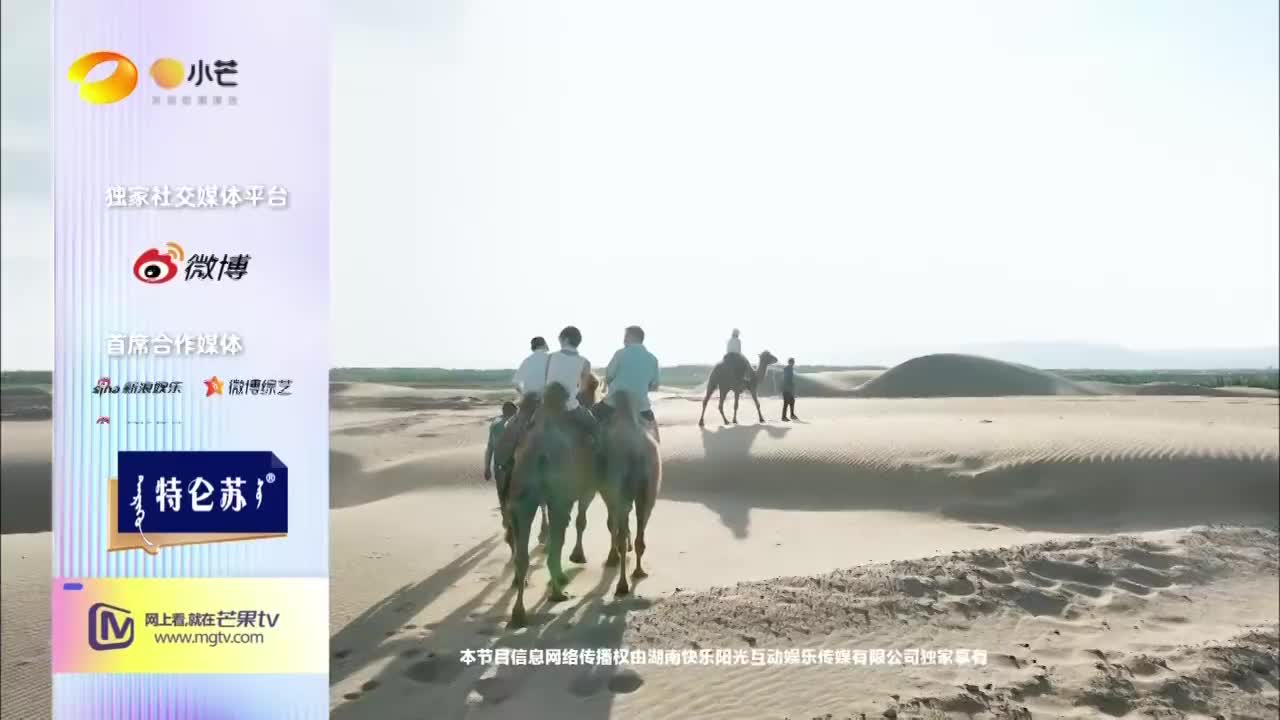 小芒
独家社交媒体平台
微博
首席合作媒体
sina 新浪娱乐 微博综艺
特仑苏®
网上看,就在芒果tv
www.mgtv.com
本节目信息网络传播权由湖南快乐阳光互动娱乐传媒有限公司独家享有